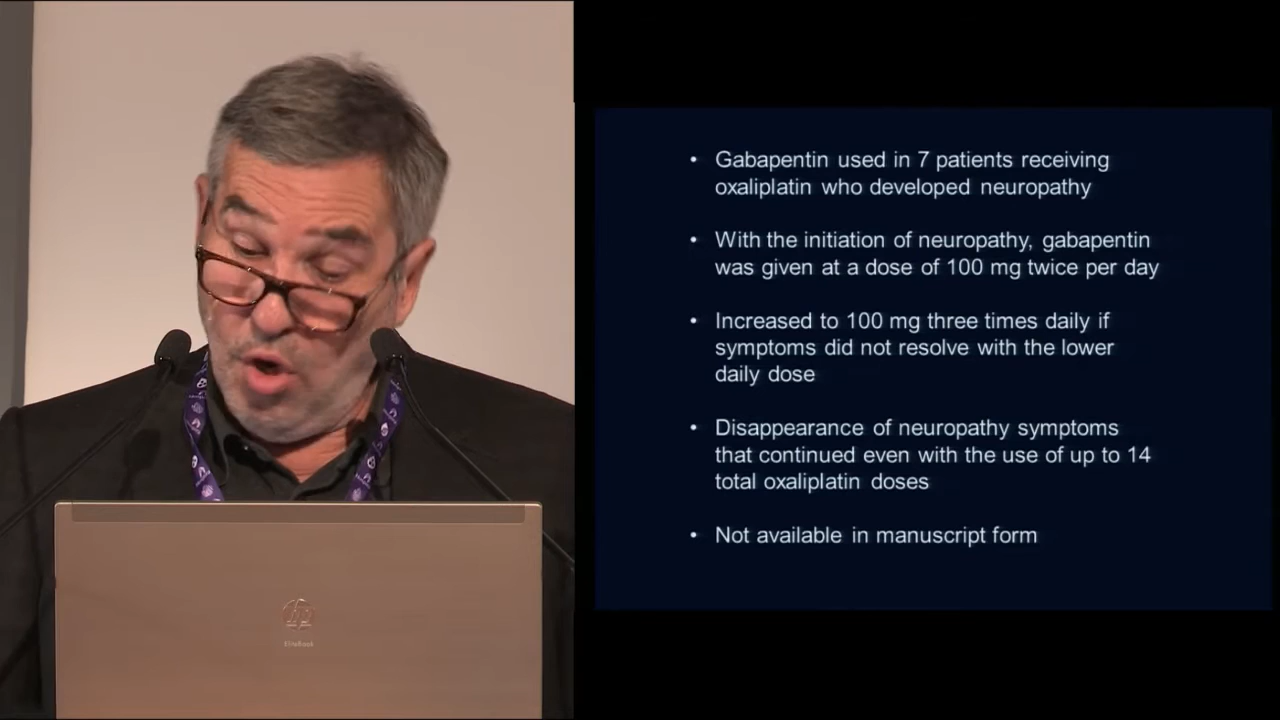 • Gabapentin used in 7 patients receiving
oxaliplatin who developed neuropathy
• With the initiation of neuropathy, gabapentin
was given at a dose of 100 mg twice per day
• Increased to 100 mg three times daily if
symptoms did not resolve with the lower
daily dose
• Disappearance of neuropathy symptoms
that continued even with the use of up to 14
total oxaliplatin doses
• Not available in manuscript form
hp
EliteBook